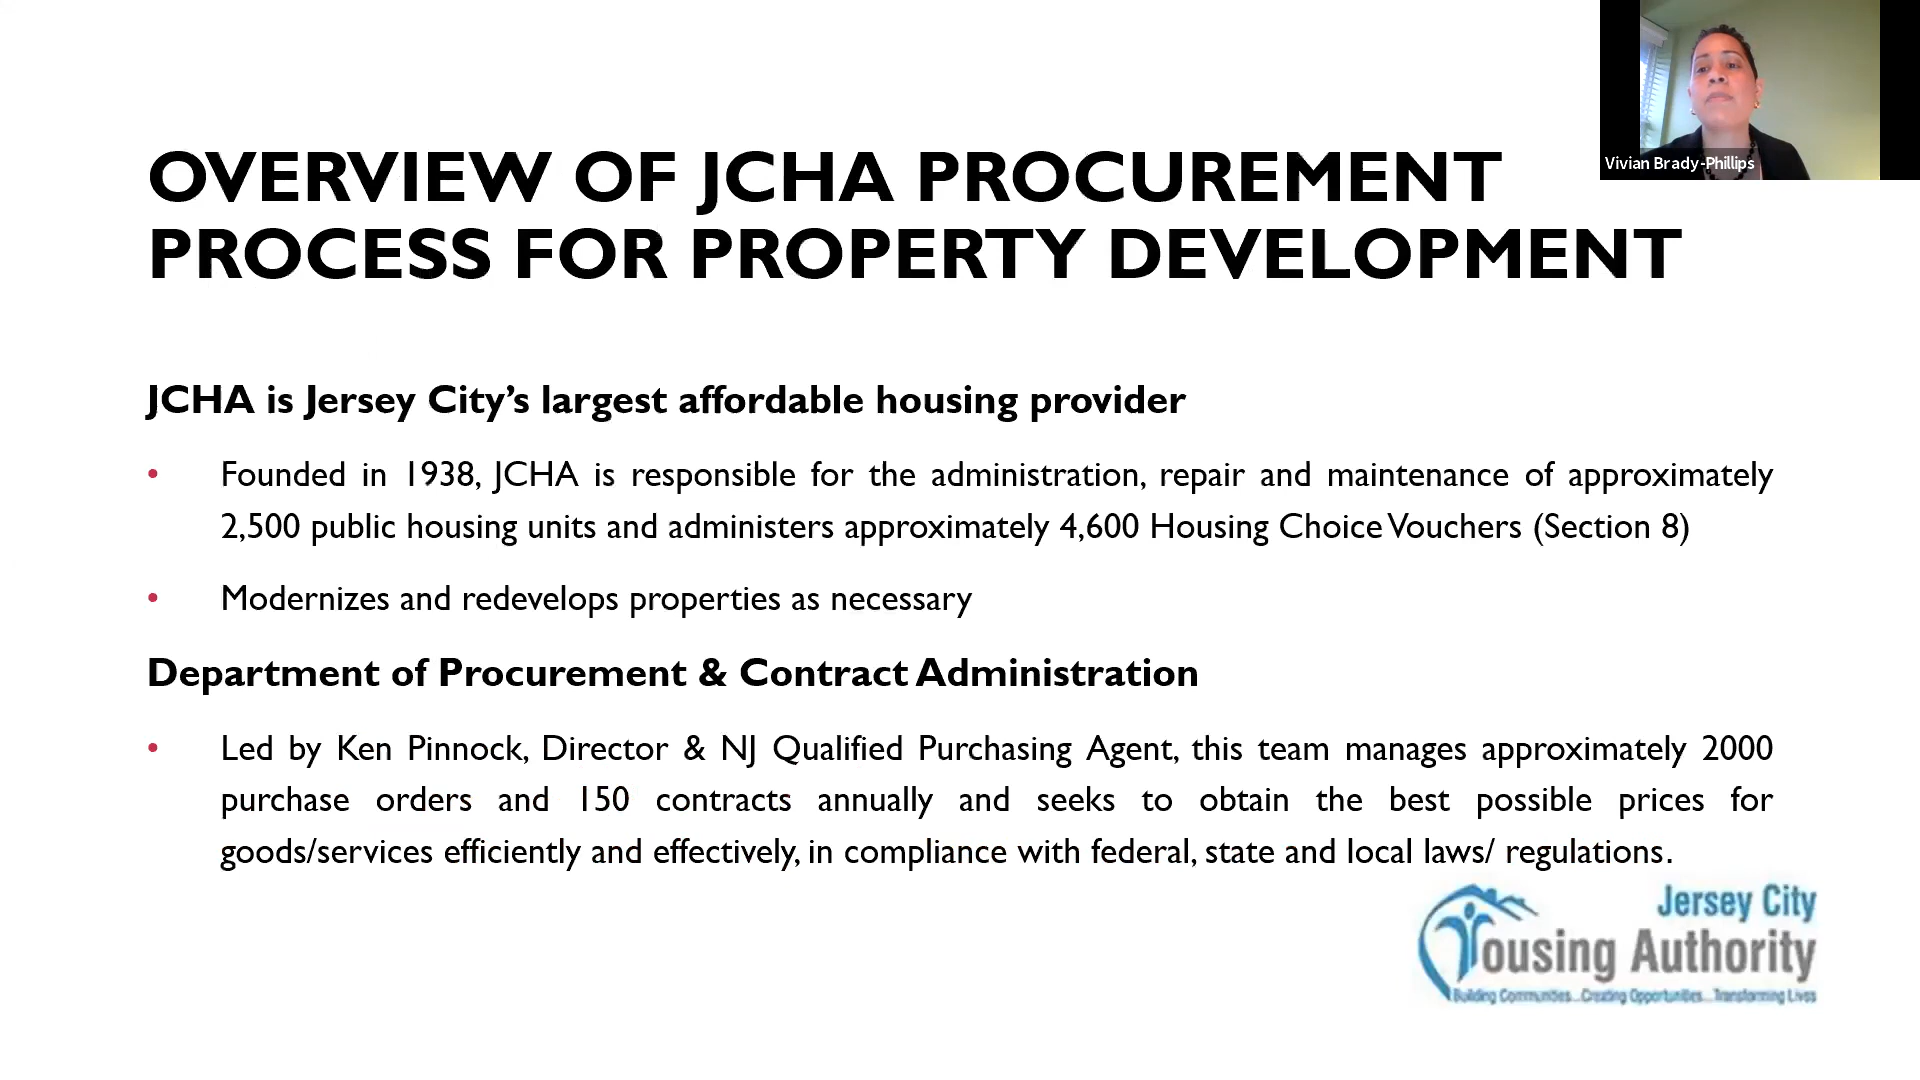 Vivian Brady-Phillips
OVERVIEW OF JCHA PROCUREMENT
PROCESS FOR PROPERTY DEVELOPMENT
JCHA is Jersey City’s largest affordable housing provider
• Founded in 1938, JCHA is responsible for the administration, repair and maintenance of approximately
2,500 public housing units and administers approximately 4,600 Housing Choice Vouchers (Section 8)
• Modernizes and redevelops properties as necessary
Department of Procurement & Contract Administration
• Led by Ken Pinnock, Director & NJ Qualified Purchasing Agent, this team manages approximately 2000
purchase orders and 150 contracts annually and seeks to obtain the best possible prices for
goods/services efficiently and effectively, in compliance with federal, state and local laws/ regulations.
Jersey City
Housing Authority
Building Communities...Creating Opportunities...Transforming Lives